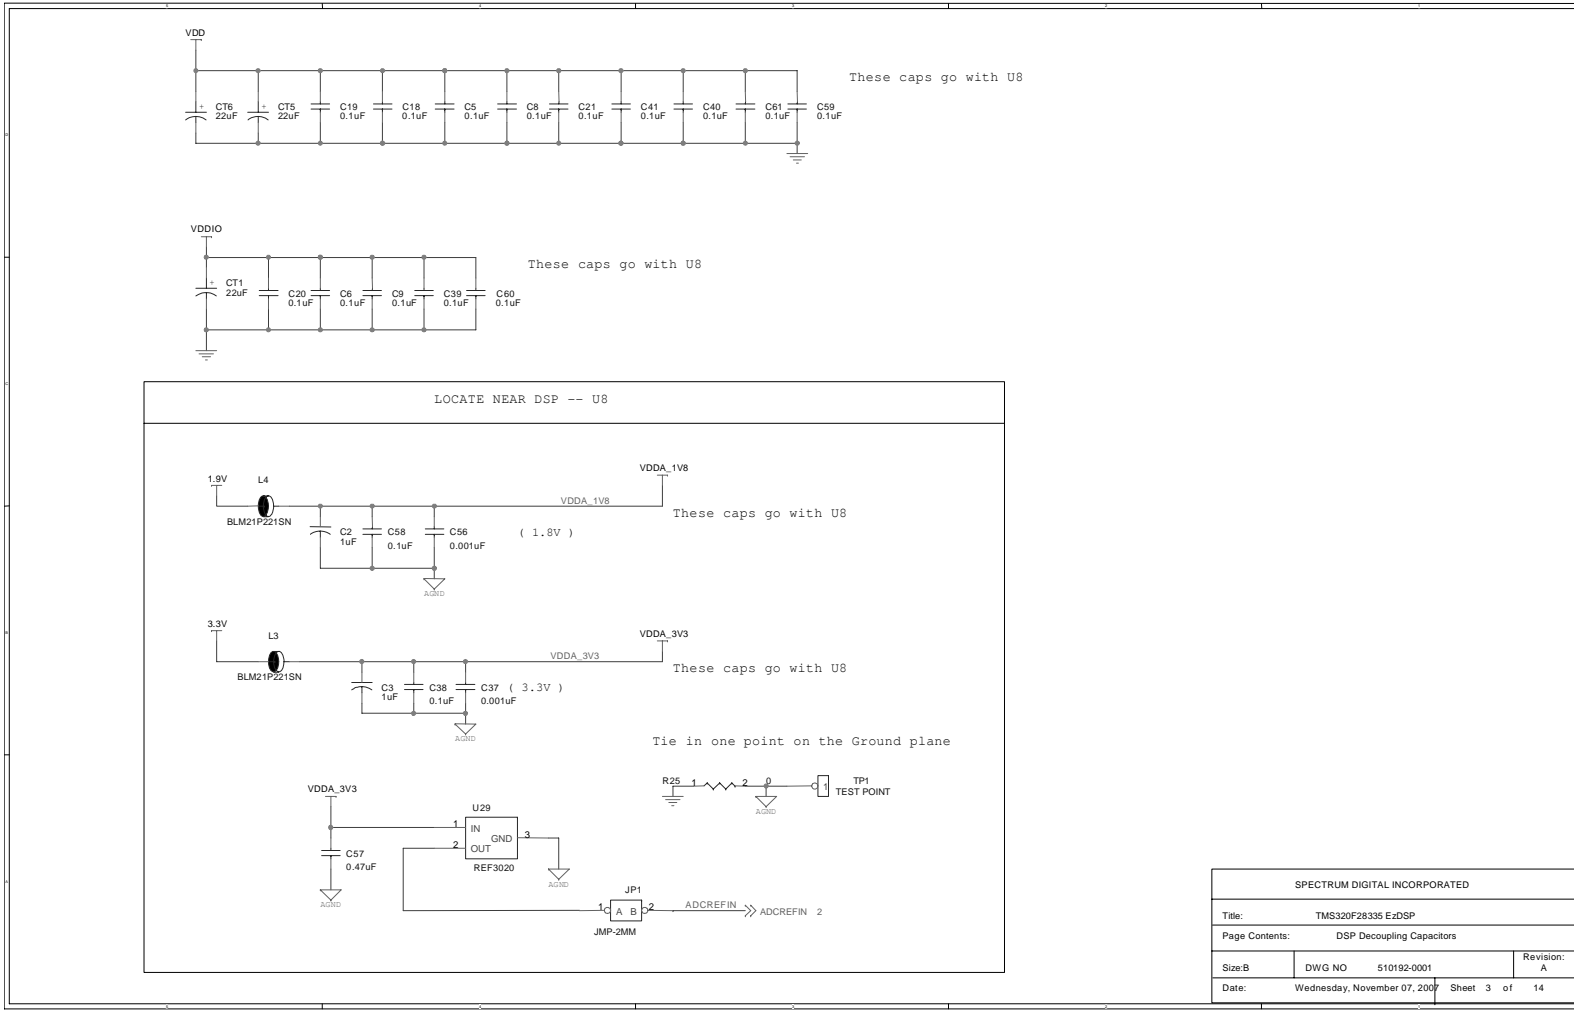 VDD
These caps go with U8
CT6
22uF
CT5
22uF
C19
0.1uF
C18
0.1uF
C5
0.1uF
C8
0.1uF
C21
0.1uF
C41
0.1uF
C40
0.1uF
C61
0.1uF
C59
0.1uF
VDDIO
These caps go with U8
CT1
22uF
C20
0.1uF
C6
0.1uF
C9
0.1uF
C39
0.1uF
C60
0.1uF
LOCATE NEAR DSP -- U8
1.9V
L4
BLM21P221SN
VDDA_1V8
VDDA_1V8
These caps go with U8
C2
1uF
C58
0.1uF
C56
0.001uF
( 1.8V )
AGND
3.3V
L3
BLM21P221SN
VDDA_3V3
VDDA_3V3
These caps go with U8
C3
1uF
C38
0.1uF
C37
0.001uF
( 3.3V )
AGND
Tie in one point on the Ground plane
R25 1 2 0
AGND
1
TP1
TEST POINT
VDDA_3V3
C57
0.47uF
AGND
U29
1 IN
2 OUT
GND 3
REF3020
AGND
JP1
1 A B 2
JMP-2MM
ADCREFIN
ADCREFIN 2
SPECTRUM DIGITAL INCORPORATED
Title: TMS320F28335 EzDSP
Page Contents: DSP Decoupling Capacitors
Size:B DWG NO 510192-0001 Revision: A
Date: Wednesday, November 07, 2007 Sheet 3 of 14